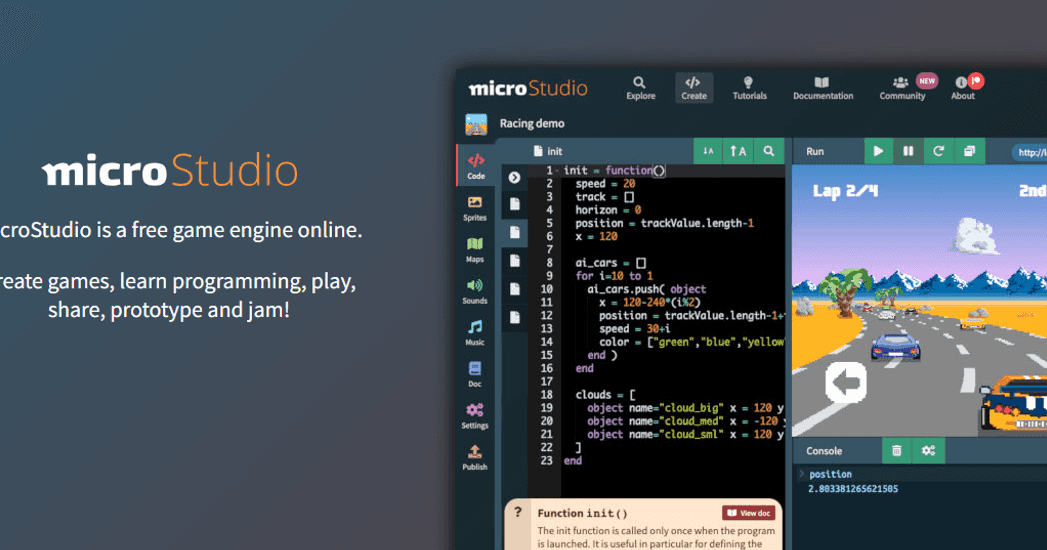 microStudio
croStudio is a free game engine online.
reate games, learn programming, play,
share, prototype and jam!
microStudio
Explore
Create
Tutorials
Documentation
Community
NEW
About
Racing demo
Code
Sprites
Maps
Sounds
Music
Doc
Settings
Publish
init
1 init = function()
2 speed = 20
3 track = []
4 horizon = 0
5 position = trackValue.length-1
6 x = 120
7
8 ai_cars = []
9 for i=10 to 1
10 ai_cars.push( object
11 x = 120-240*(i%2)
12 position = trackValue.length-1+
13 speed = 30+i
14 color = ["green","blue","yellow"
15 end )
16 end
17
18 clouds = [
19 object name="cloud_big" x = 120 y
20 object name="cloud_med" x = -120 y
21 object name="cloud_sml" x = 120 y
22 ]
23 end
? Function init()
View doc
The init function is called only once when the program
is launched. It is useful in particular for defining the
Run
http://l
Lap 2/4
2nd
Console
> position
2.803381265621505